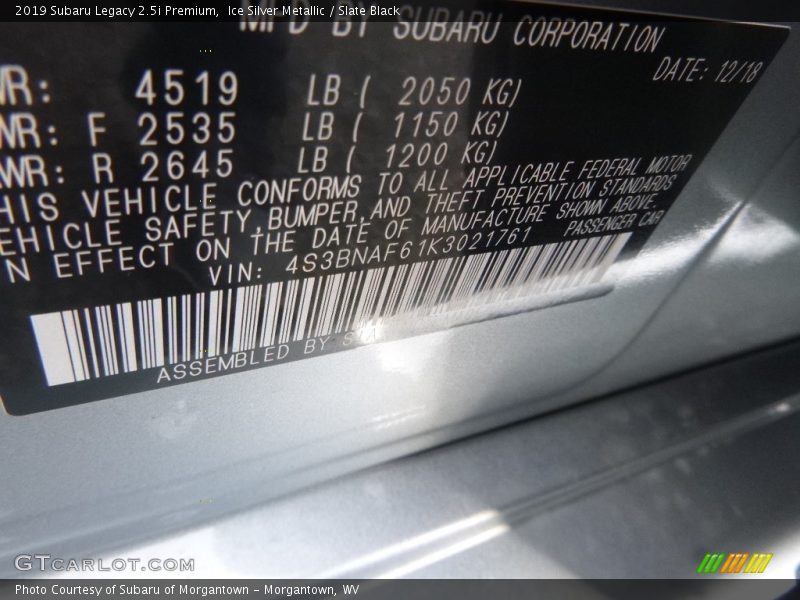 2019 Subaru Legacy 2.5i Premium,  Ice Silver Metallic / Slate Black
MFD BY SUBARU CORPORATION
DATE: 12/18
WR: 4519 LB ( 2050 KG)
WR: F 2535 LB ( 1150 KG)
WR: R 2645 LB ( 1200 KG)
HIS VEHICLE CONFORMS TO ALL APPLICABLE FEDERAL MOTOR
EHICLE SAFETY,BUMPER,AND THEFT PREVENTION STANDARDS
N EFFECT ON THE DATE OF MANUFACTURE SHOWN ABOVE.
VIN: 4S3BNAF61K3021761 PASSENGER CAR
ASSEMBLED BY
GTCARLOT.COM
Photo Courtesy of Subaru of Morgantown - Morgantown, WV